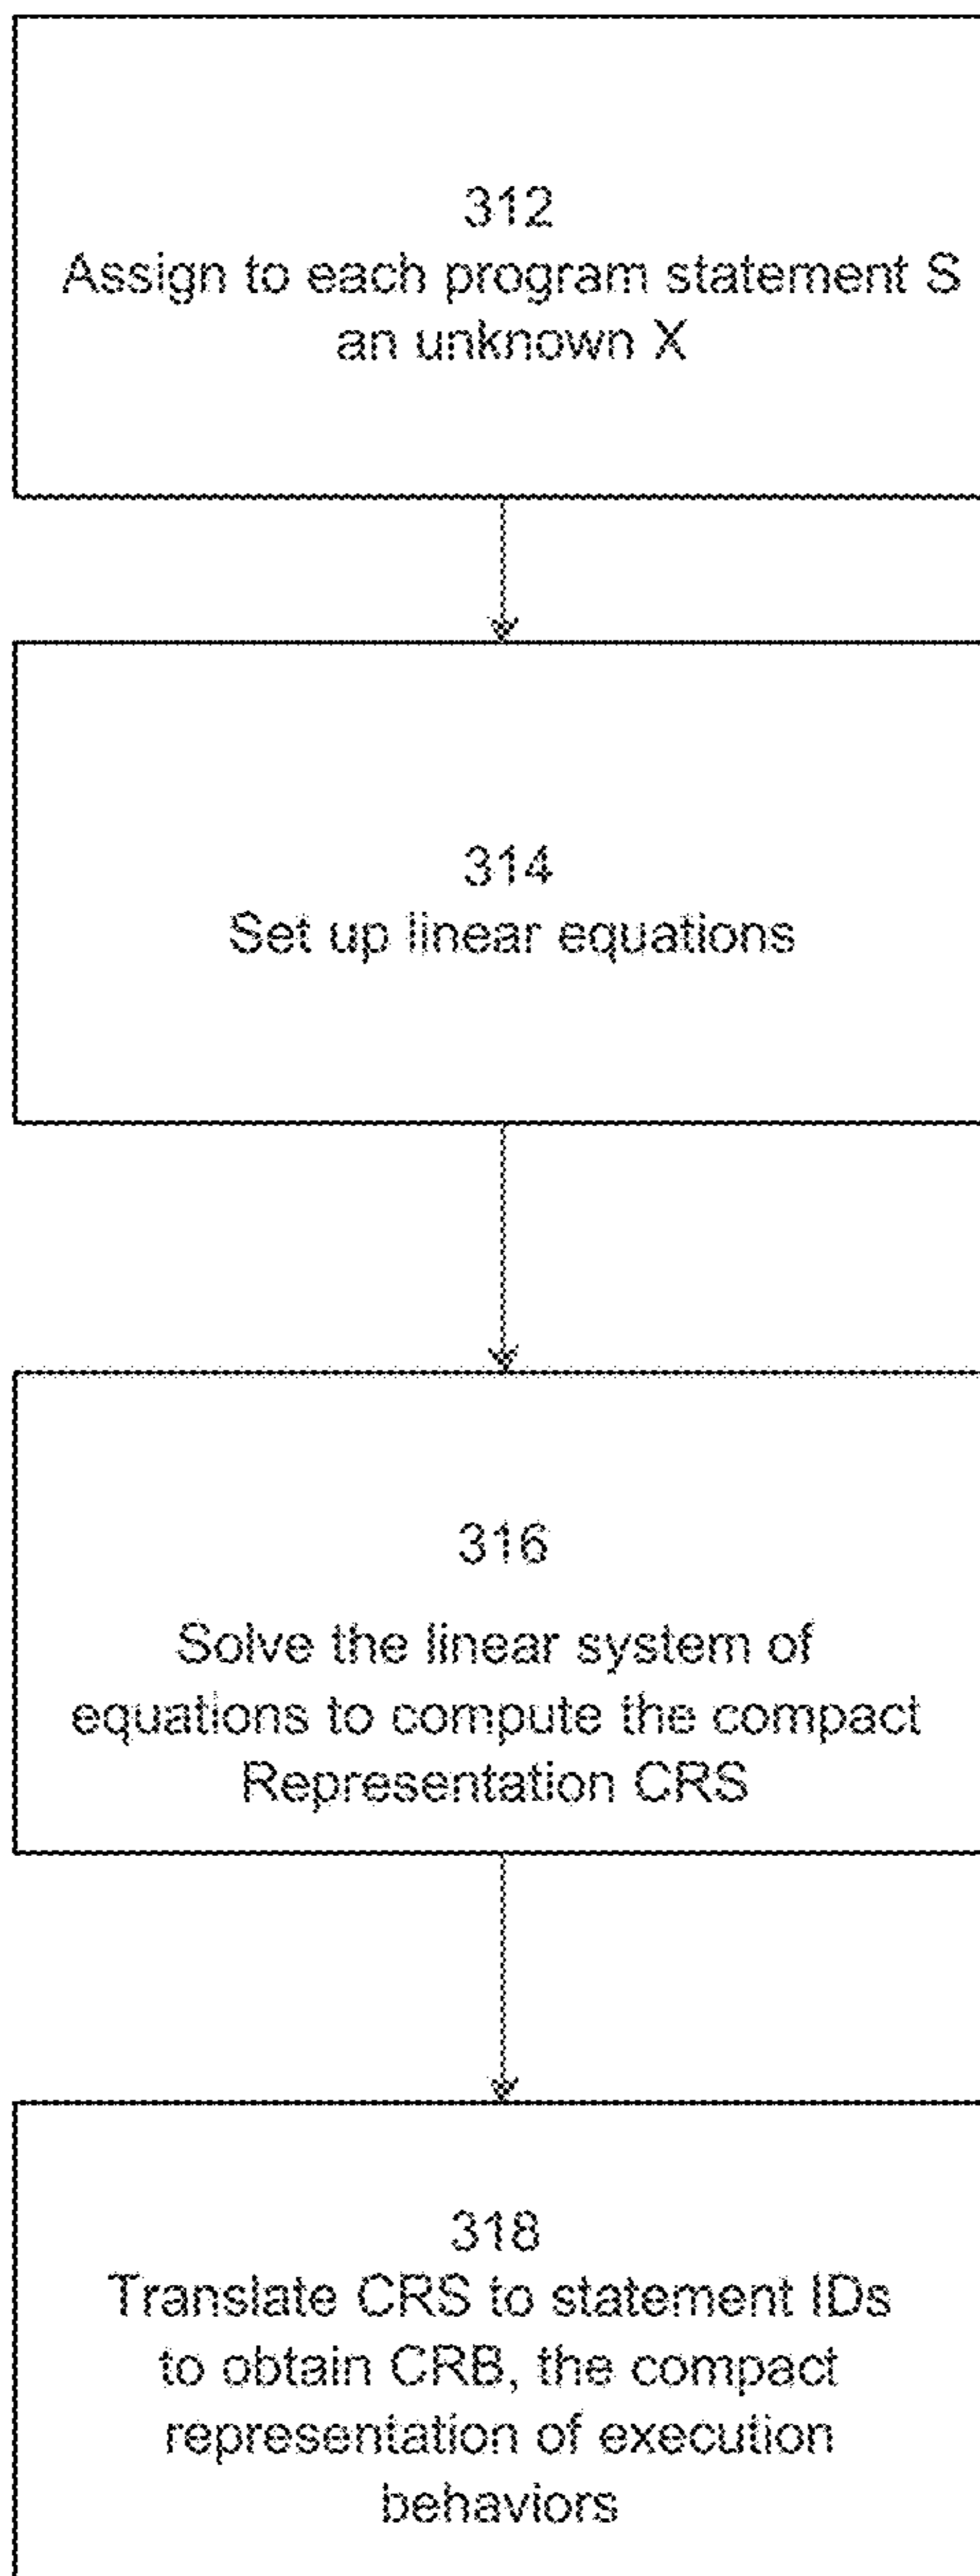 312
Assign to each program statement S
an unknown X
314
Set up linear equations
316
Solve the linear system of
equations to compute the compact
Representation CRS
318
Translate CRS to statement IDs
to obtain CRB, the compact
representation of execution
behaviors